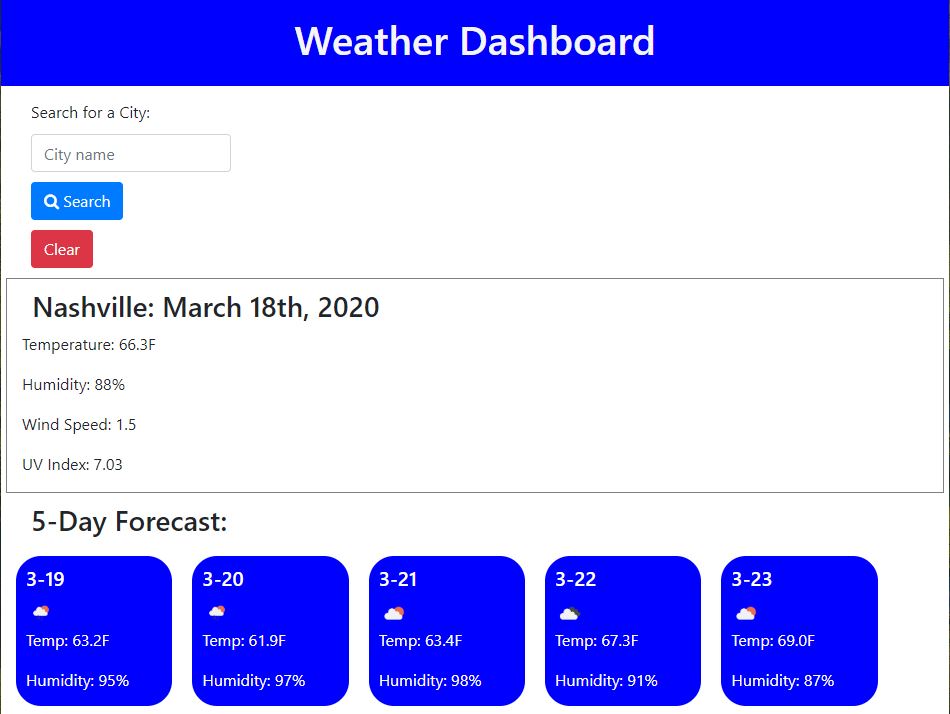 Weather Dashboard
Search for a City:
City name
Search
Clear
Nashville: March 18th, 2020
Temperature: 66.3F
Humidity: 88%
Wind Speed: 1.5
UV Index: 7.03
5-Day Forecast:
3-19
Temp: 63.2F
Humidity: 95%
3-20
Temp: 61.9F
Humidity: 97%
3-21
Temp: 63.4F
Humidity: 98%
3-22
Temp: 67.3F
Humidity: 91%
3-23
Temp: 69.0F
Humidity: 87%